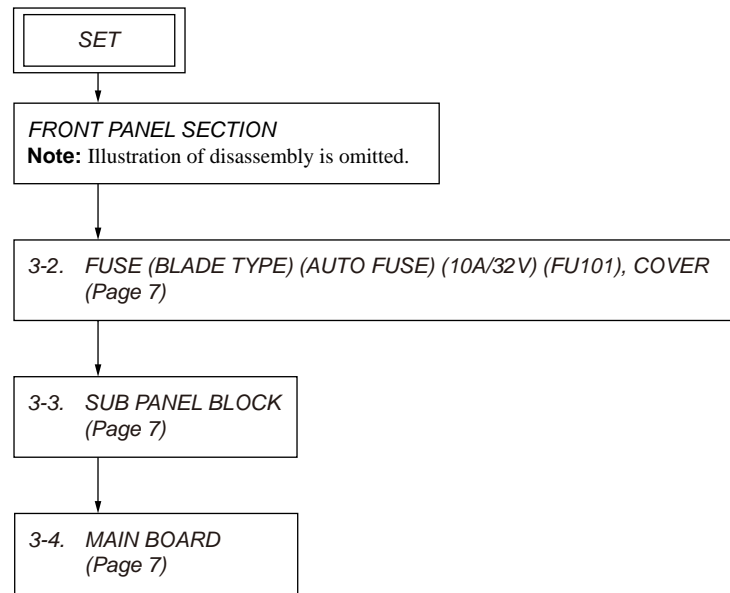 SET
FRONT PANEL SECTION
Note: Illustration of disassembly is omitted.
3-2. FUSE (BLADE TYPE) (AUTO FUSE) (10A/32V) (FU101), COVER
(Page 7)
3-3. SUB PANEL BLOCK
(Page 7)
3-4. MAIN BOARD
(Page 7)